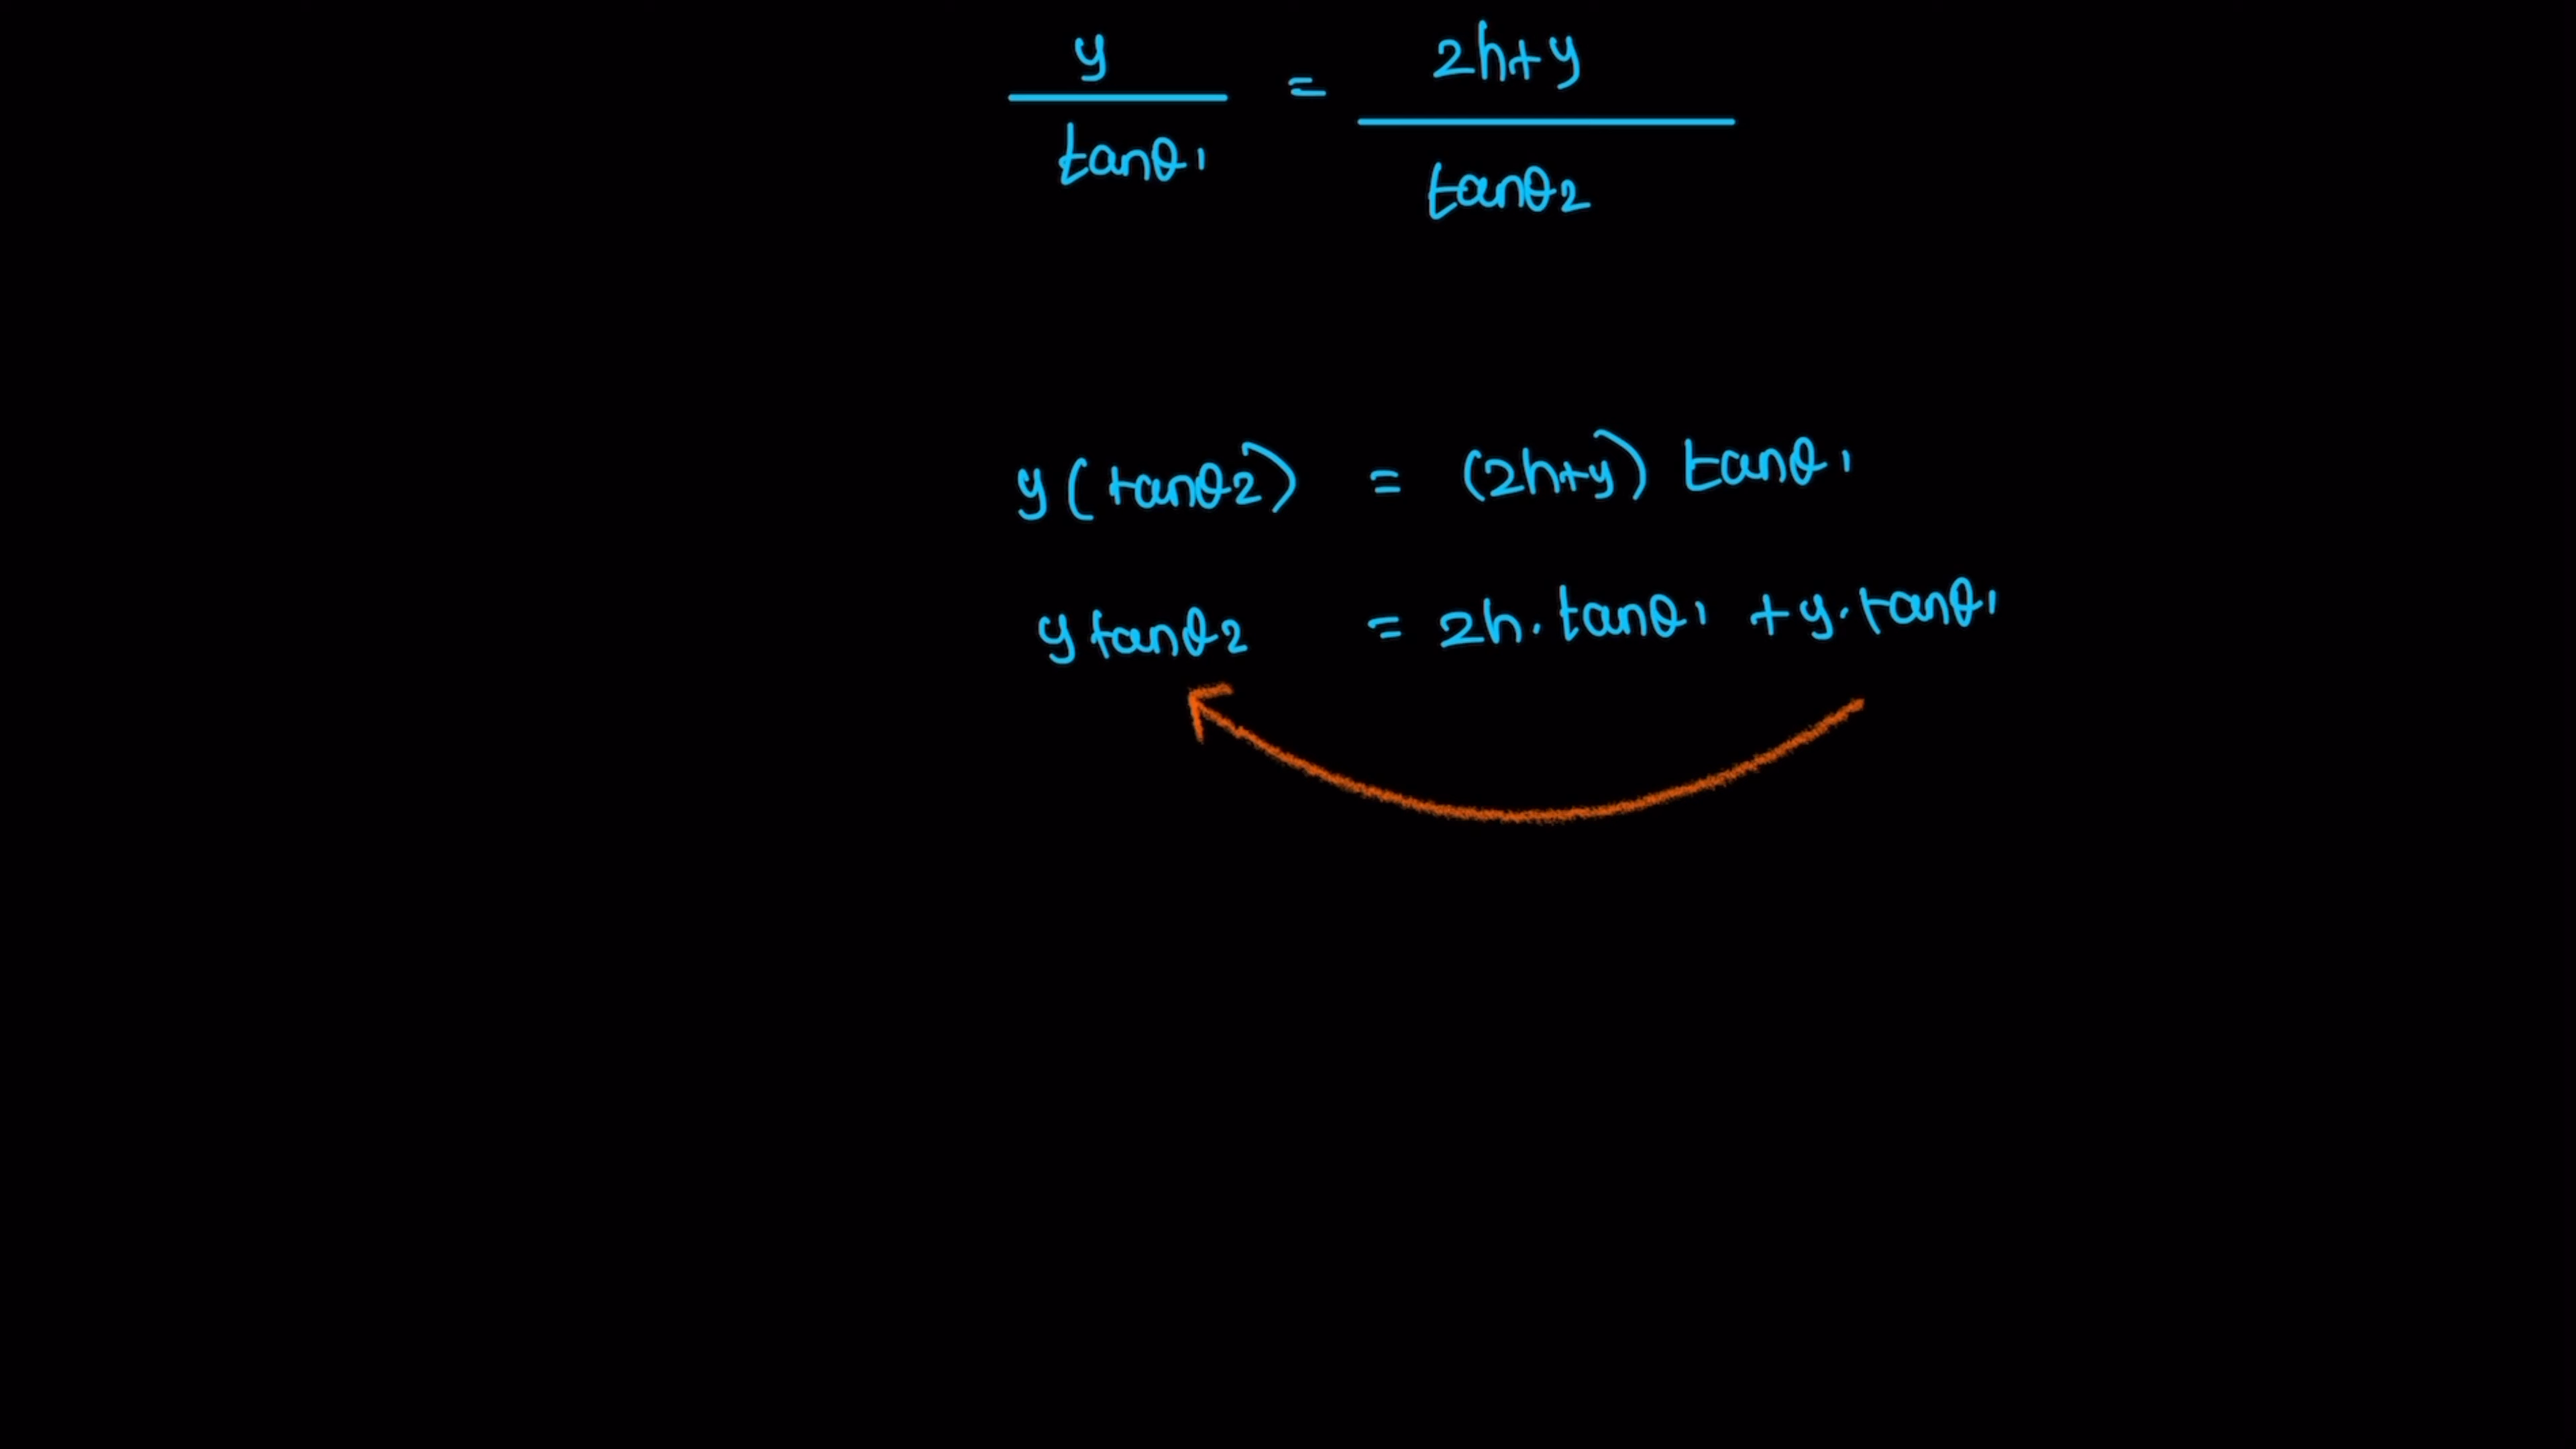 y / tanθ₁ = 2h+y / tanθ₂
y (tanθ₂) = (2h+y) tanθ₁
y tanθ₂ = 2h. tanθ₁ + y. tanθ₁